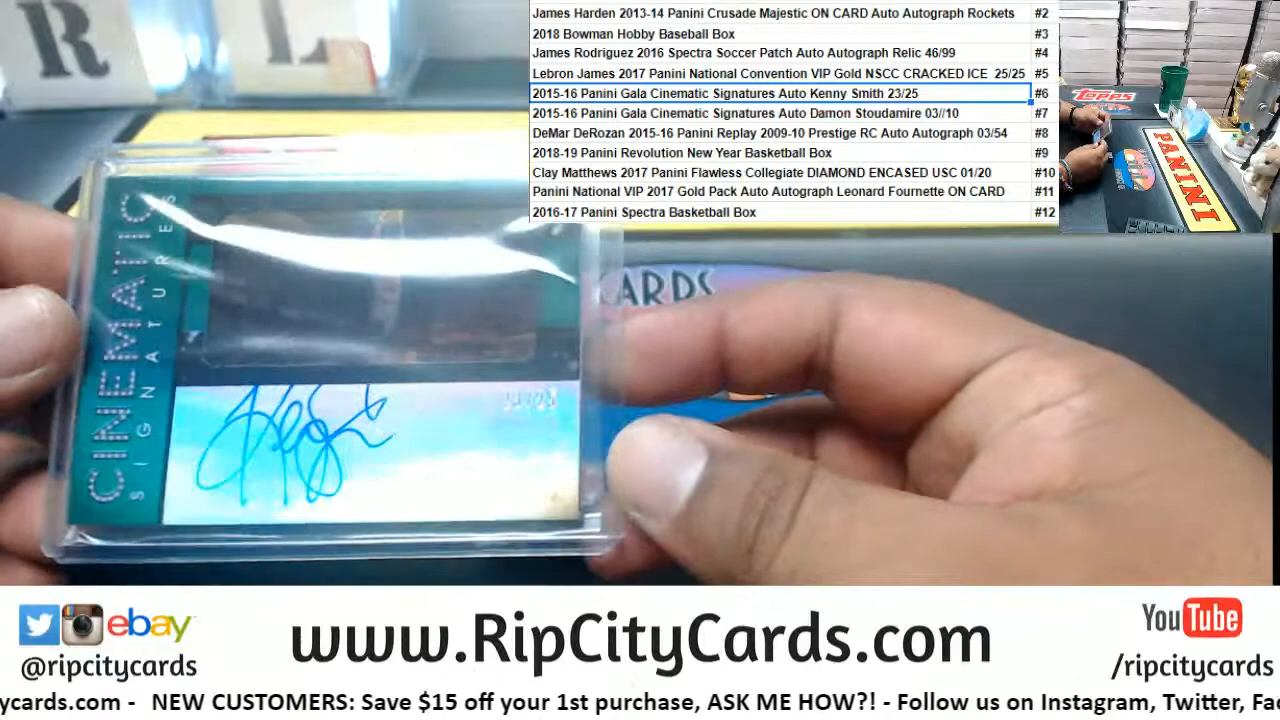 R L
James Harden 2013-14 Panini Crusade Majestic ON CARD Auto Autograph Rockets #2
2018 Bowman Hobby Baseball Box #3
James Rodriguez 2016 Spectra Soccer Patch Auto Autograph Relic 46/99 #4
Lebron James 2017 Panini National Convention VIP Gold NSCC CRACKED ICE 25/25 #5
2015-16 Panini Gala Cinematic Signatures Auto Kenny Smith 23/25 #6
2015-16 Panini Gala Cinematic Signatures Auto Damon Stoudamire 03//10 #7
DeMar DeRozan 2015-16 Panini Replay 2009-10 Prestige RC Auto Autograph 03/54 #8
2018-19 Panini Revolution New Year Basketball Box #9
Clay Matthews 2017 Panini Flawless Collegiate DIAMOND ENCASED USC 01/20 #10
Panini National VIP 2017 Gold Pack Auto Autograph Leonard Fournette ON CARD #11
2016-17 Panini Spectra Basketball Box #12
Topps
PANINI
CINEMATIC
SIGNATURES
CARDS
ebay
@ripcitycards
www.RipCityCards.com
YouTube
/ripcitycards
tycards.com - NEW CUSTOMERS: Save $15 off your 1st purchase, ASK ME HOW?! - Follow us on Instagram, Twitter, Fac